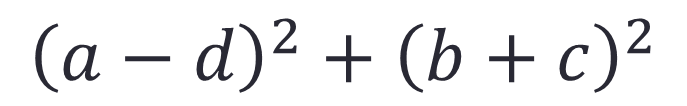 (a − d)² + (b + c)²